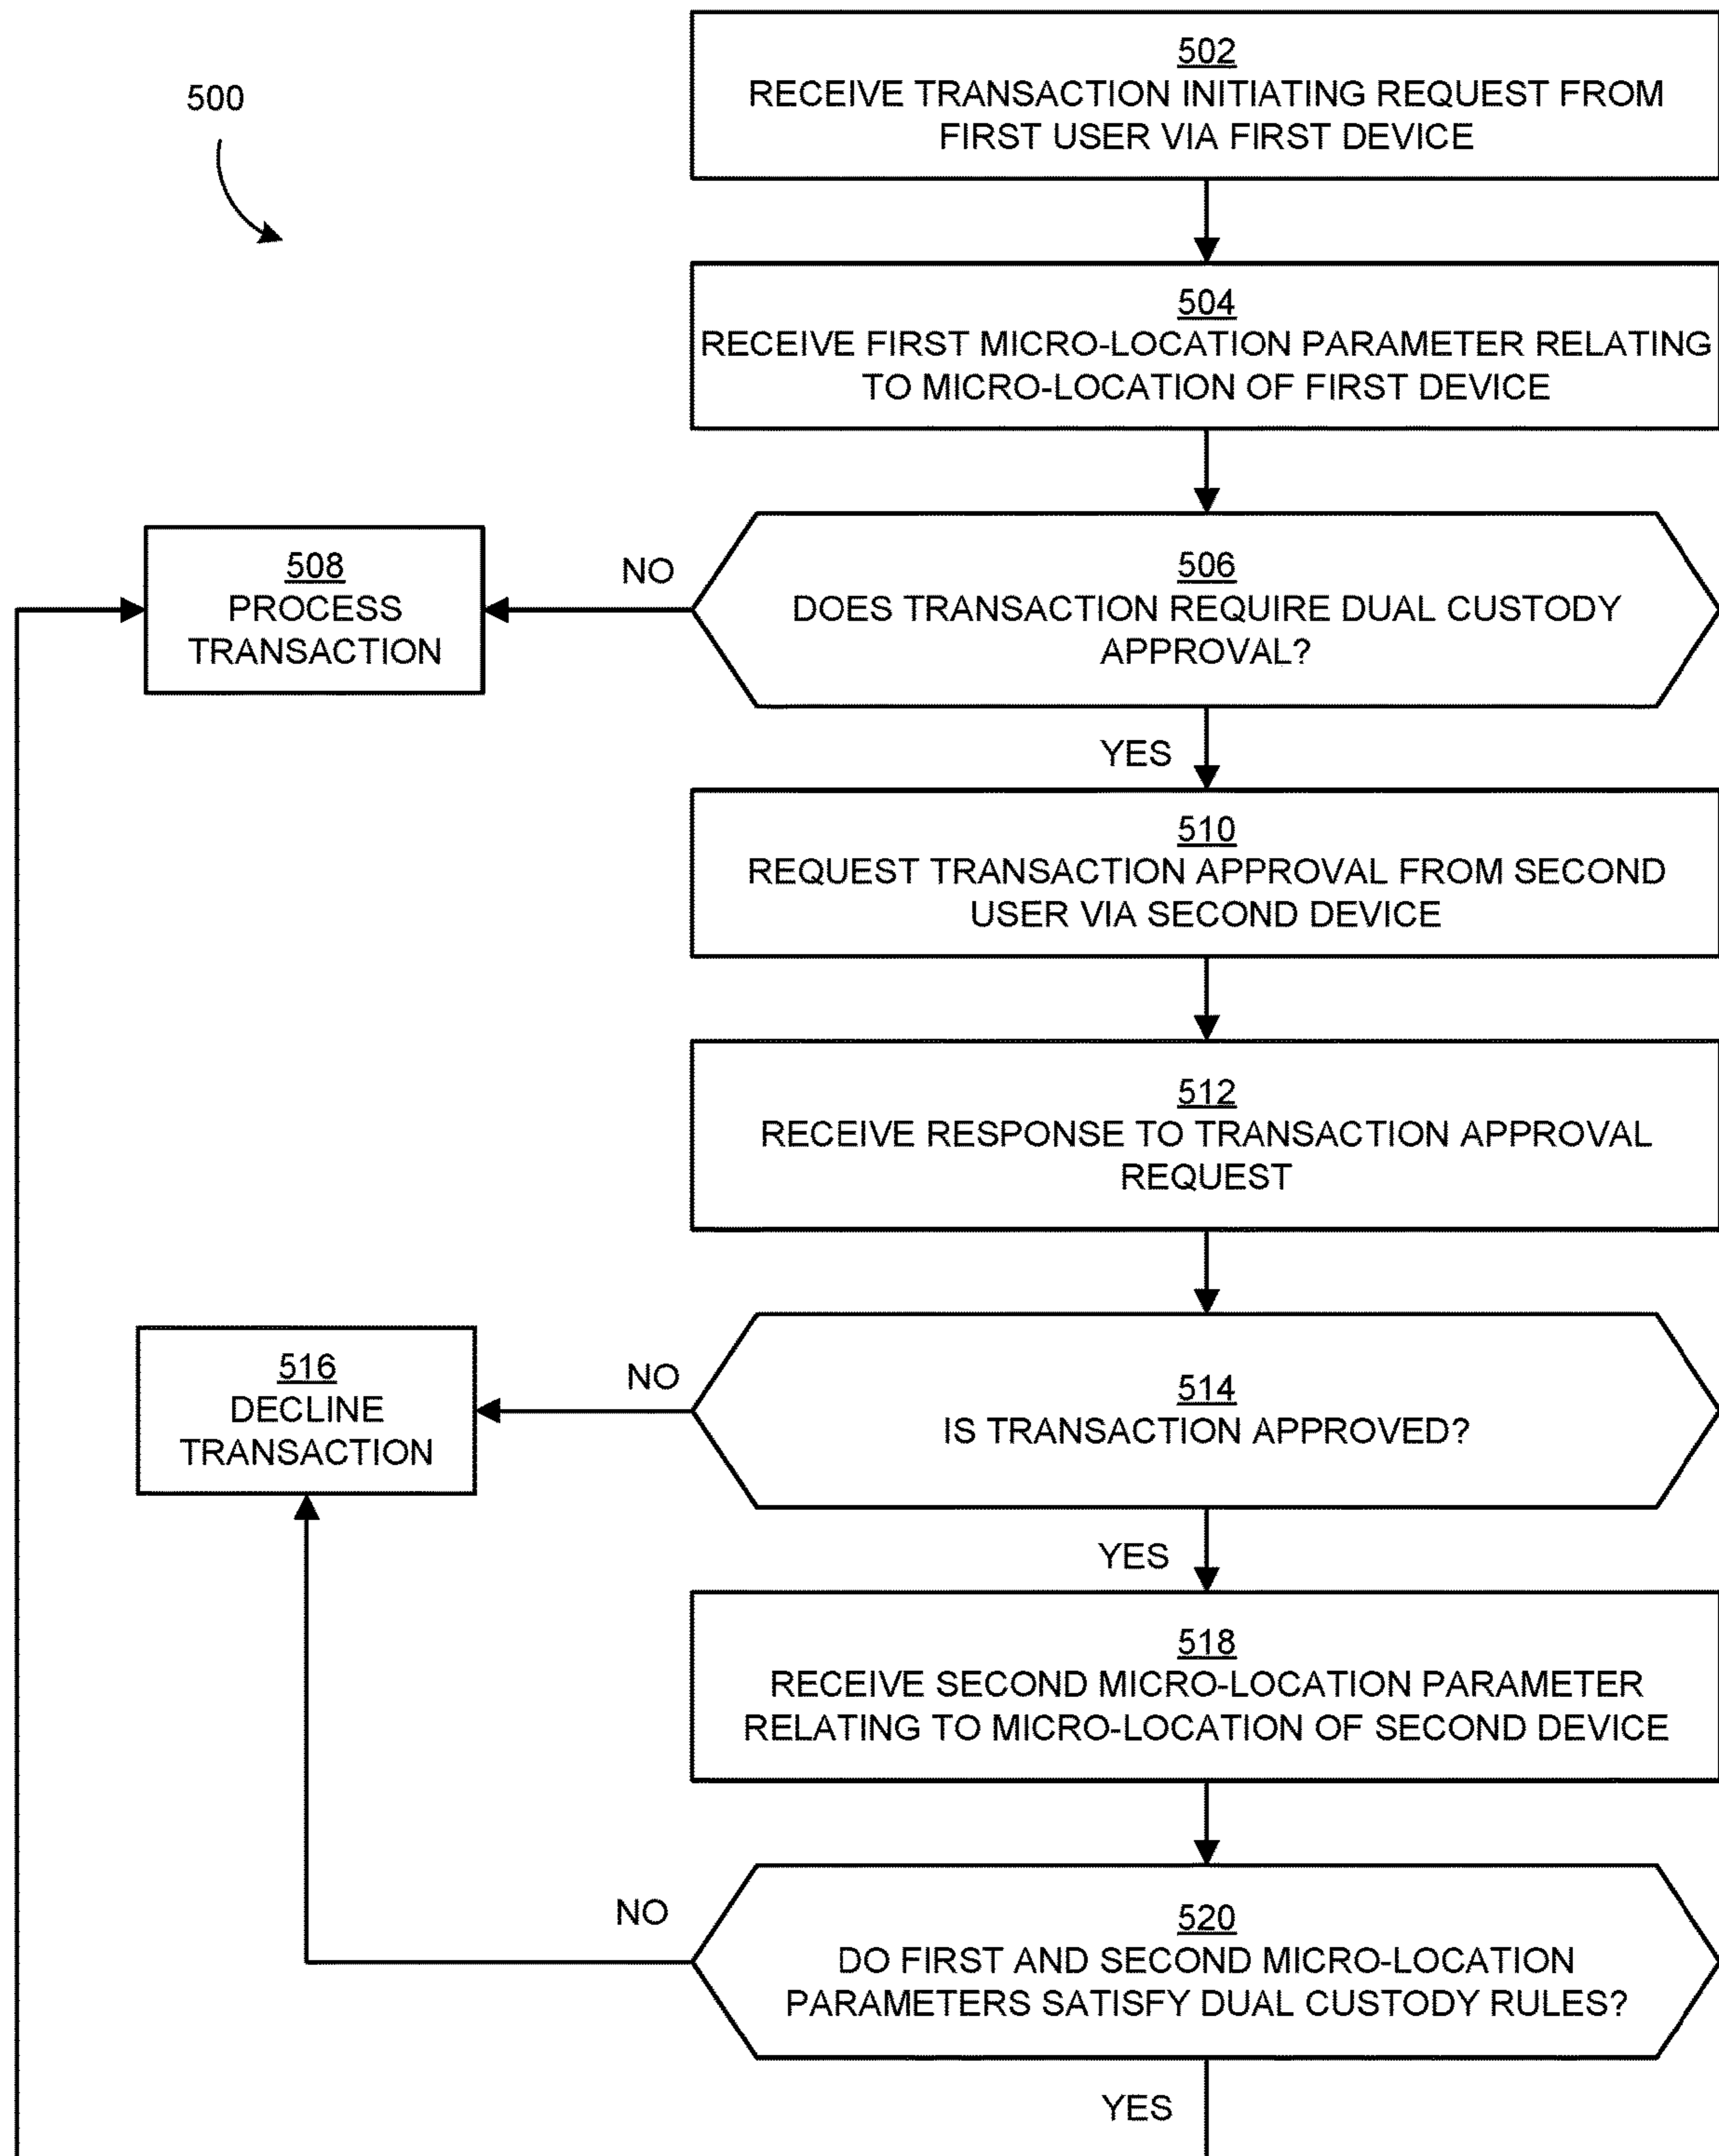 500
502
RECEIVE TRANSACTION INITIATING REQUEST FROM
FIRST USER VIA FIRST DEVICE
504
RECEIVE FIRST MICRO-LOCATION PARAMETER RELATING
TO MICRO-LOCATION OF FIRST DEVICE
506
DOES TRANSACTION REQUIRE DUAL CUSTODY
APPROVAL?
NO
508
PROCESS
TRANSACTION
YES
510
REQUEST TRANSACTION APPROVAL FROM SECOND
USER VIA SECOND DEVICE
512
RECEIVE RESPONSE TO TRANSACTION APPROVAL
REQUEST
514
IS TRANSACTION APPROVED?
NO
516
DECLINE
TRANSACTION
YES
518
RECEIVE SECOND MICRO-LOCATION PARAMETER
RELATING TO MICRO-LOCATION OF SECOND DEVICE
520
DO FIRST AND SECOND MICRO-LOCATION
PARAMETERS SATISFY DUAL CUSTODY RULES?
NO
YES